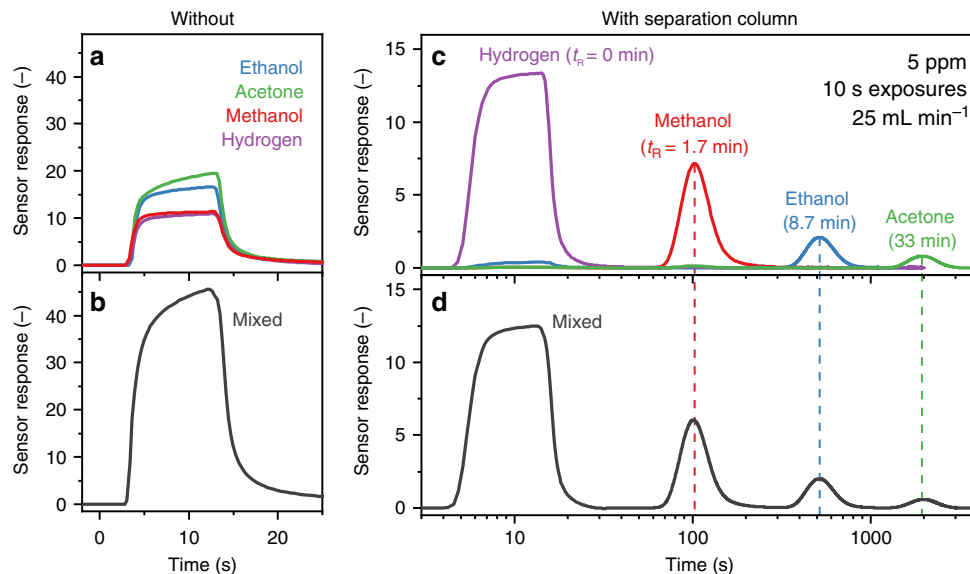 Without
With separation column
a
Ethanol
Acetone
Methanol
Hydrogen
Sensor response (–)
40
30
20
10
0
b
Mixed
Sensor response (–)
40
30
20
10
0
0
10
20
Time (s)
c
Hydrogen (tR = 0 min)
5 ppm
10 s exposures
25 mL min–1
Methanol
(tR = 1.7 min)
Ethanol
(8.7 min)
Acetone
(33 min)
Sensor response (–)
15
10
5
0
d
Mixed
Sensor response (–)
15
10
5
0
10
100
1000
Time (s)